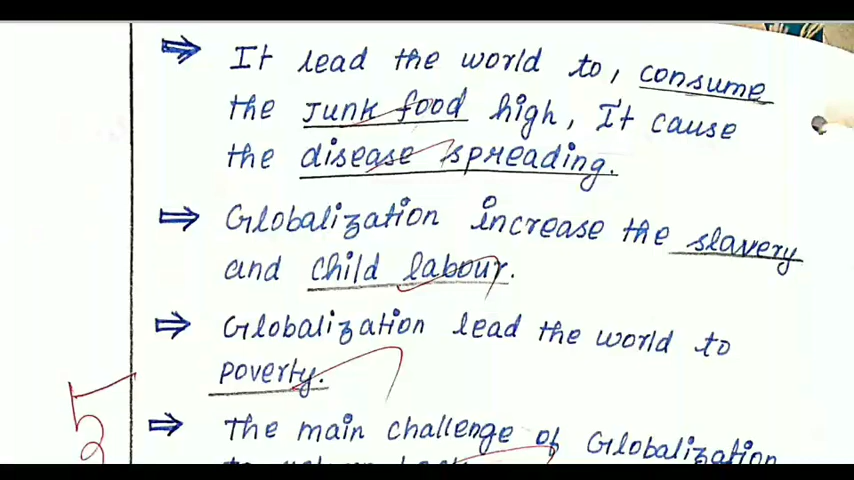 ⇒ It lead the world to, consume
the Junk food high, It cause
the disease spreading.
⇒ Globalization increase the slavery
and child labour.
⇒ Globalization lead the world to
poverty.
⇒ The main challenge of Globalization